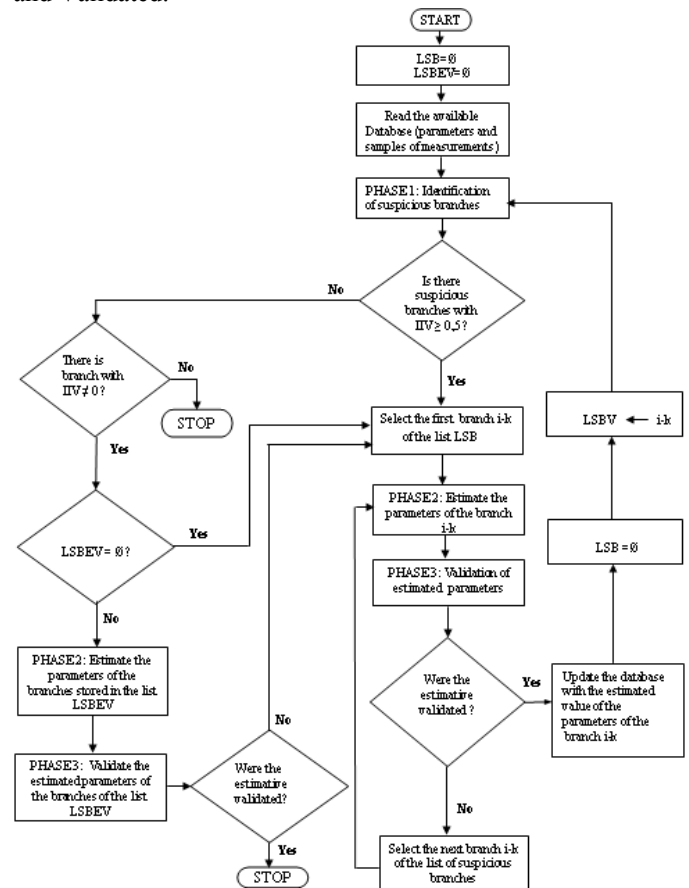 and validated.
START
LSB=Ø
LSBEV=Ø
Read the available
Database (parameters and
samples of measurements)
PHASE1: Identification
of suspicious branches
Is there
suspicious
branches with
IIV ≥ 0,5?
No
Yes
There is
branch with
IIV ≠ 0?
No
STOP
Yes
LSBEV= Ø?
Yes
No
PHASE2: Estimate the
parameters of the
branches stored in the list
LSBEV
PHASE3: Validate the
estimated parameters of
the branches of the list
LSBEV
Were the
estimative
validated?
No
Yes
STOP
Select the first branch i-k
of the list LSB
PHASE2: Estimate the
parameters of the branch
i-k
PHASE3: Validation of
estimated parameters
Were the
estimative
validated ?
Yes
No
Select the next branch i-k
of the list of suspicious
branches
Update the database
with the estimated
value of the
parameters of the
branch i-k
LSB =Ø
LSBV ← i-k